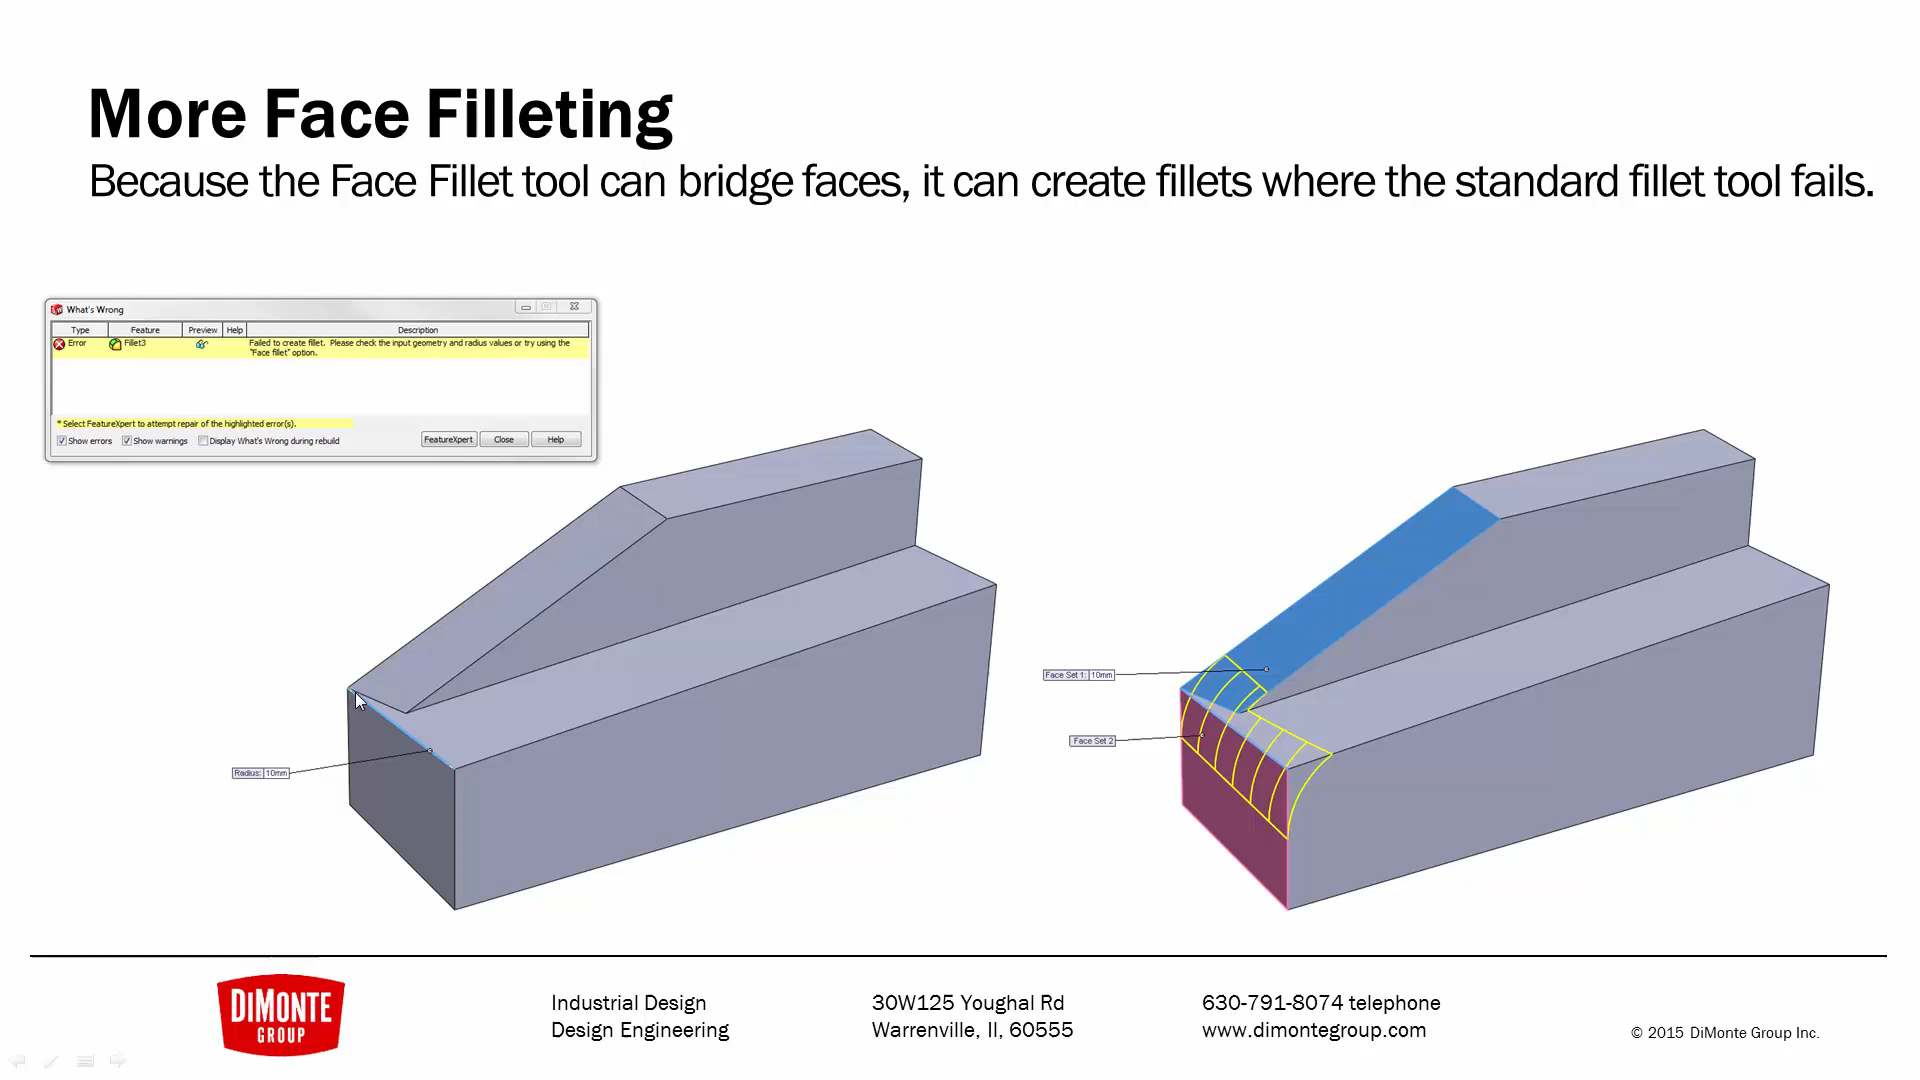 More Face Filleting
Because the Face Fillet tool can bridge faces, it can create fillets where the standard fillet tool fails.
What's Wrong
Type Feature Preview Help Description
Error Fillet3 Failed to create fillet. Please check the input geometry and radius values or try using the
"Face fillet" option.
* Select FeatureXpert to attempt repair of the highlighted error(s).
Show errors Show warnings Display What's Wrong during rebuild FeatureXpert Close Help
Radius: 10mm
Face Set 1: 10mm
Face Set 2
DIMONTE
GROUP
Industrial Design
Design Engineering
30W125 Youghal Rd
Warrenville, Il, 60555
630-791-8074 telephone
www.dimontegroup.com
© 2015 DiMonte Group Inc.